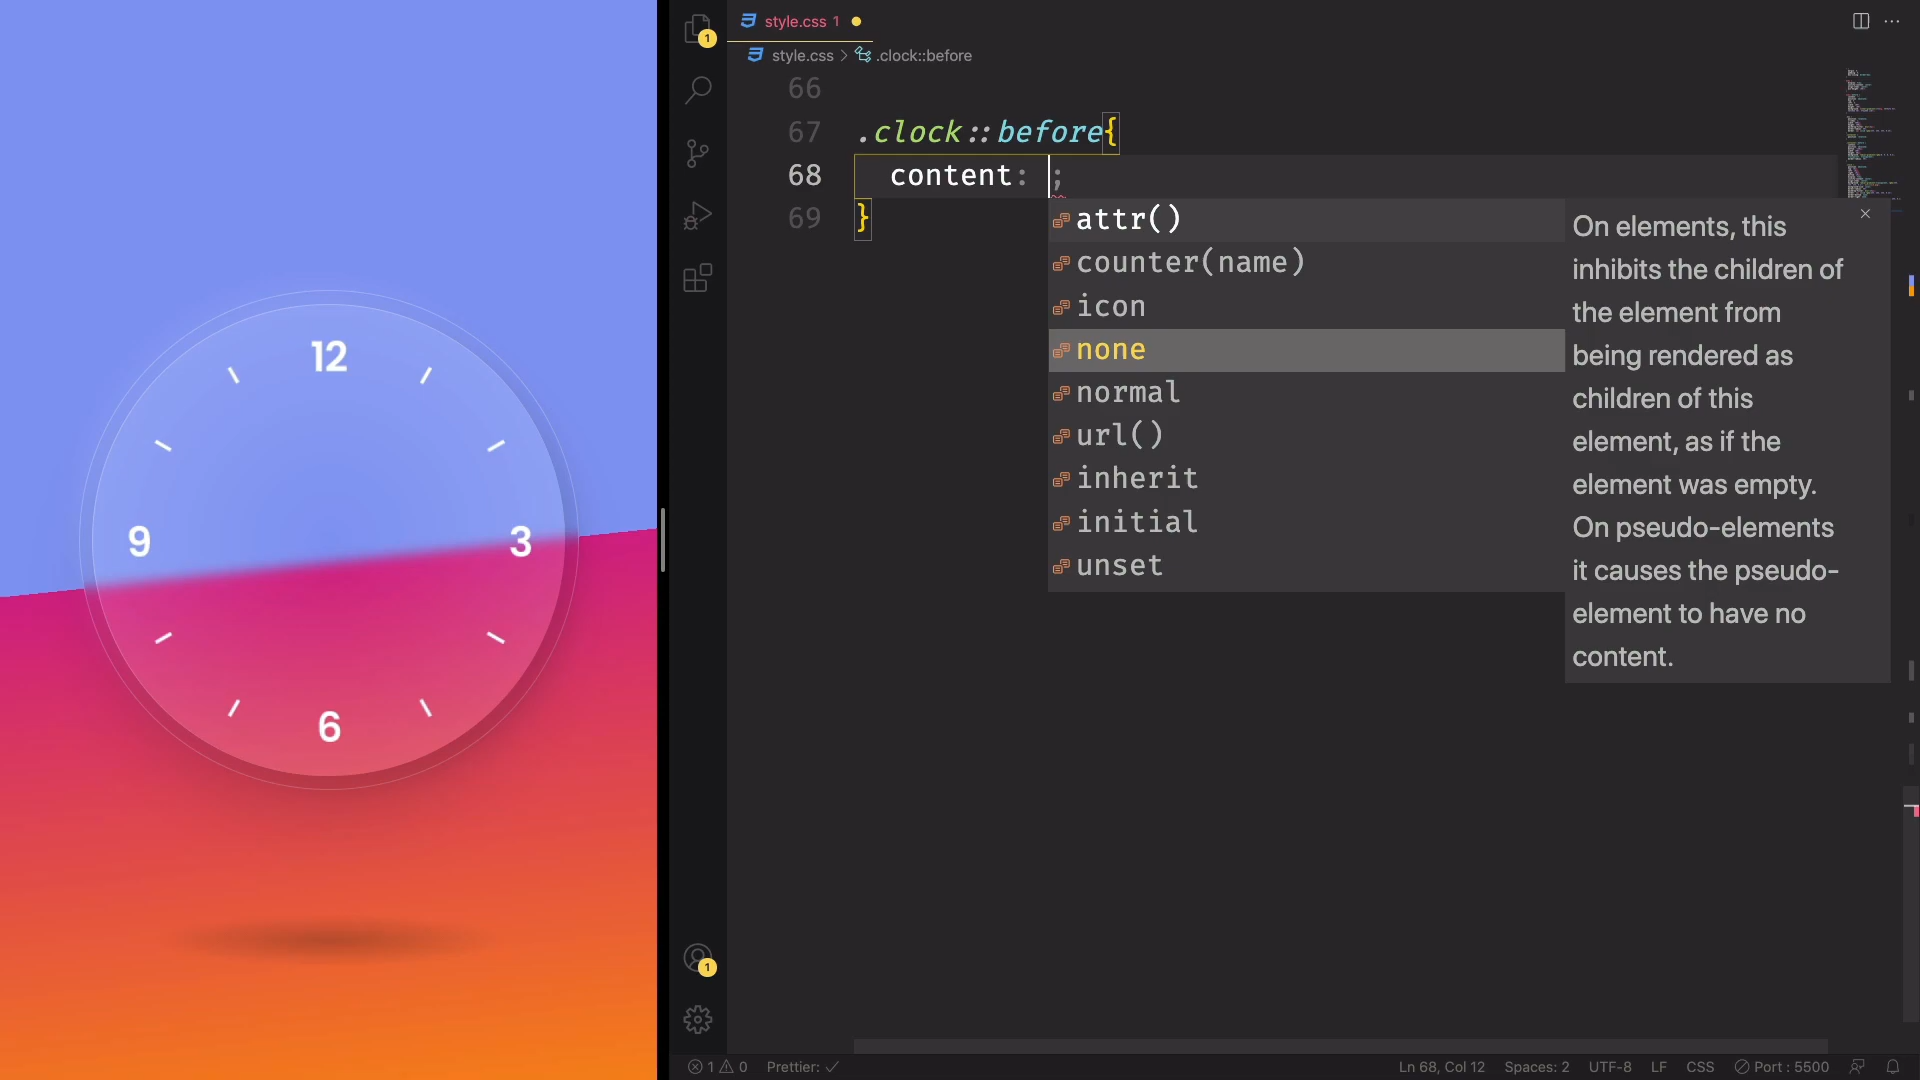 12
9
3
6
style.css 1
style.css > .clock::before
66
67 .clock::before{
68 content: ;
69 }
attr()
counter(name)
icon
none
normal
url()
inherit
initial
unset
On elements, this
inhibits the children of
the element from
being rendered as
children of this
element, as if the
element was empty.
On pseudo-elements
it causes the pseudo-
element to have no
content.
1
1
1 0 Prettier: ✓
Ln 68, Col 12 Spaces: 2 UTF-8 LF CSS Port : 5500